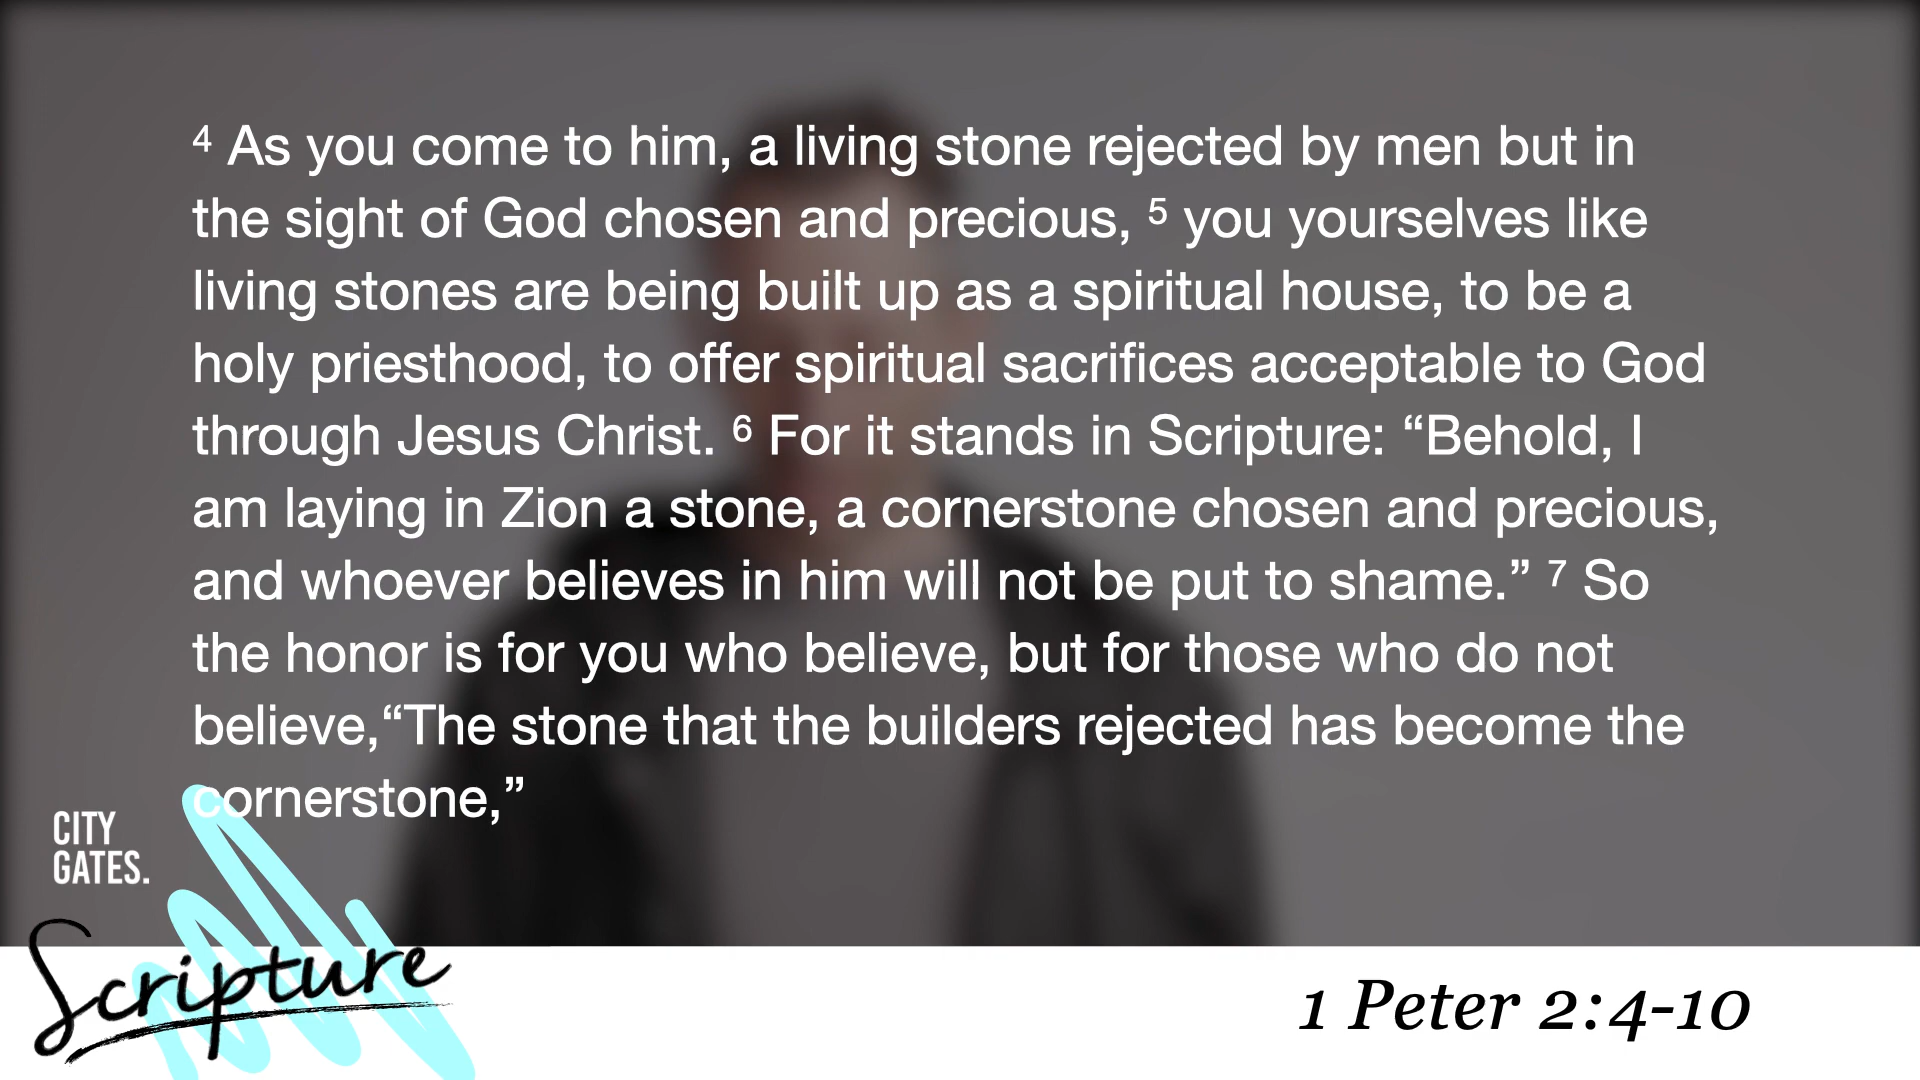 4 As you come to him, a living stone rejected by men but in
the sight of God chosen and precious, 5 you yourselves like
living stones are being built up as a spiritual house, to be a
holy priesthood, to offer spiritual sacrifices acceptable to God
through Jesus Christ. 6 For it stands in Scripture: “Behold, I
am laying in Zion a stone, a cornerstone chosen and precious,
and whoever believes in him will not be put to shame.” 7 So
the honor is for you who believe, but for those who do not
believe,“The stone that the builders rejected has become the
cornerstone,”
CITY
GATES.
Scripture
1 Peter 2:4-10